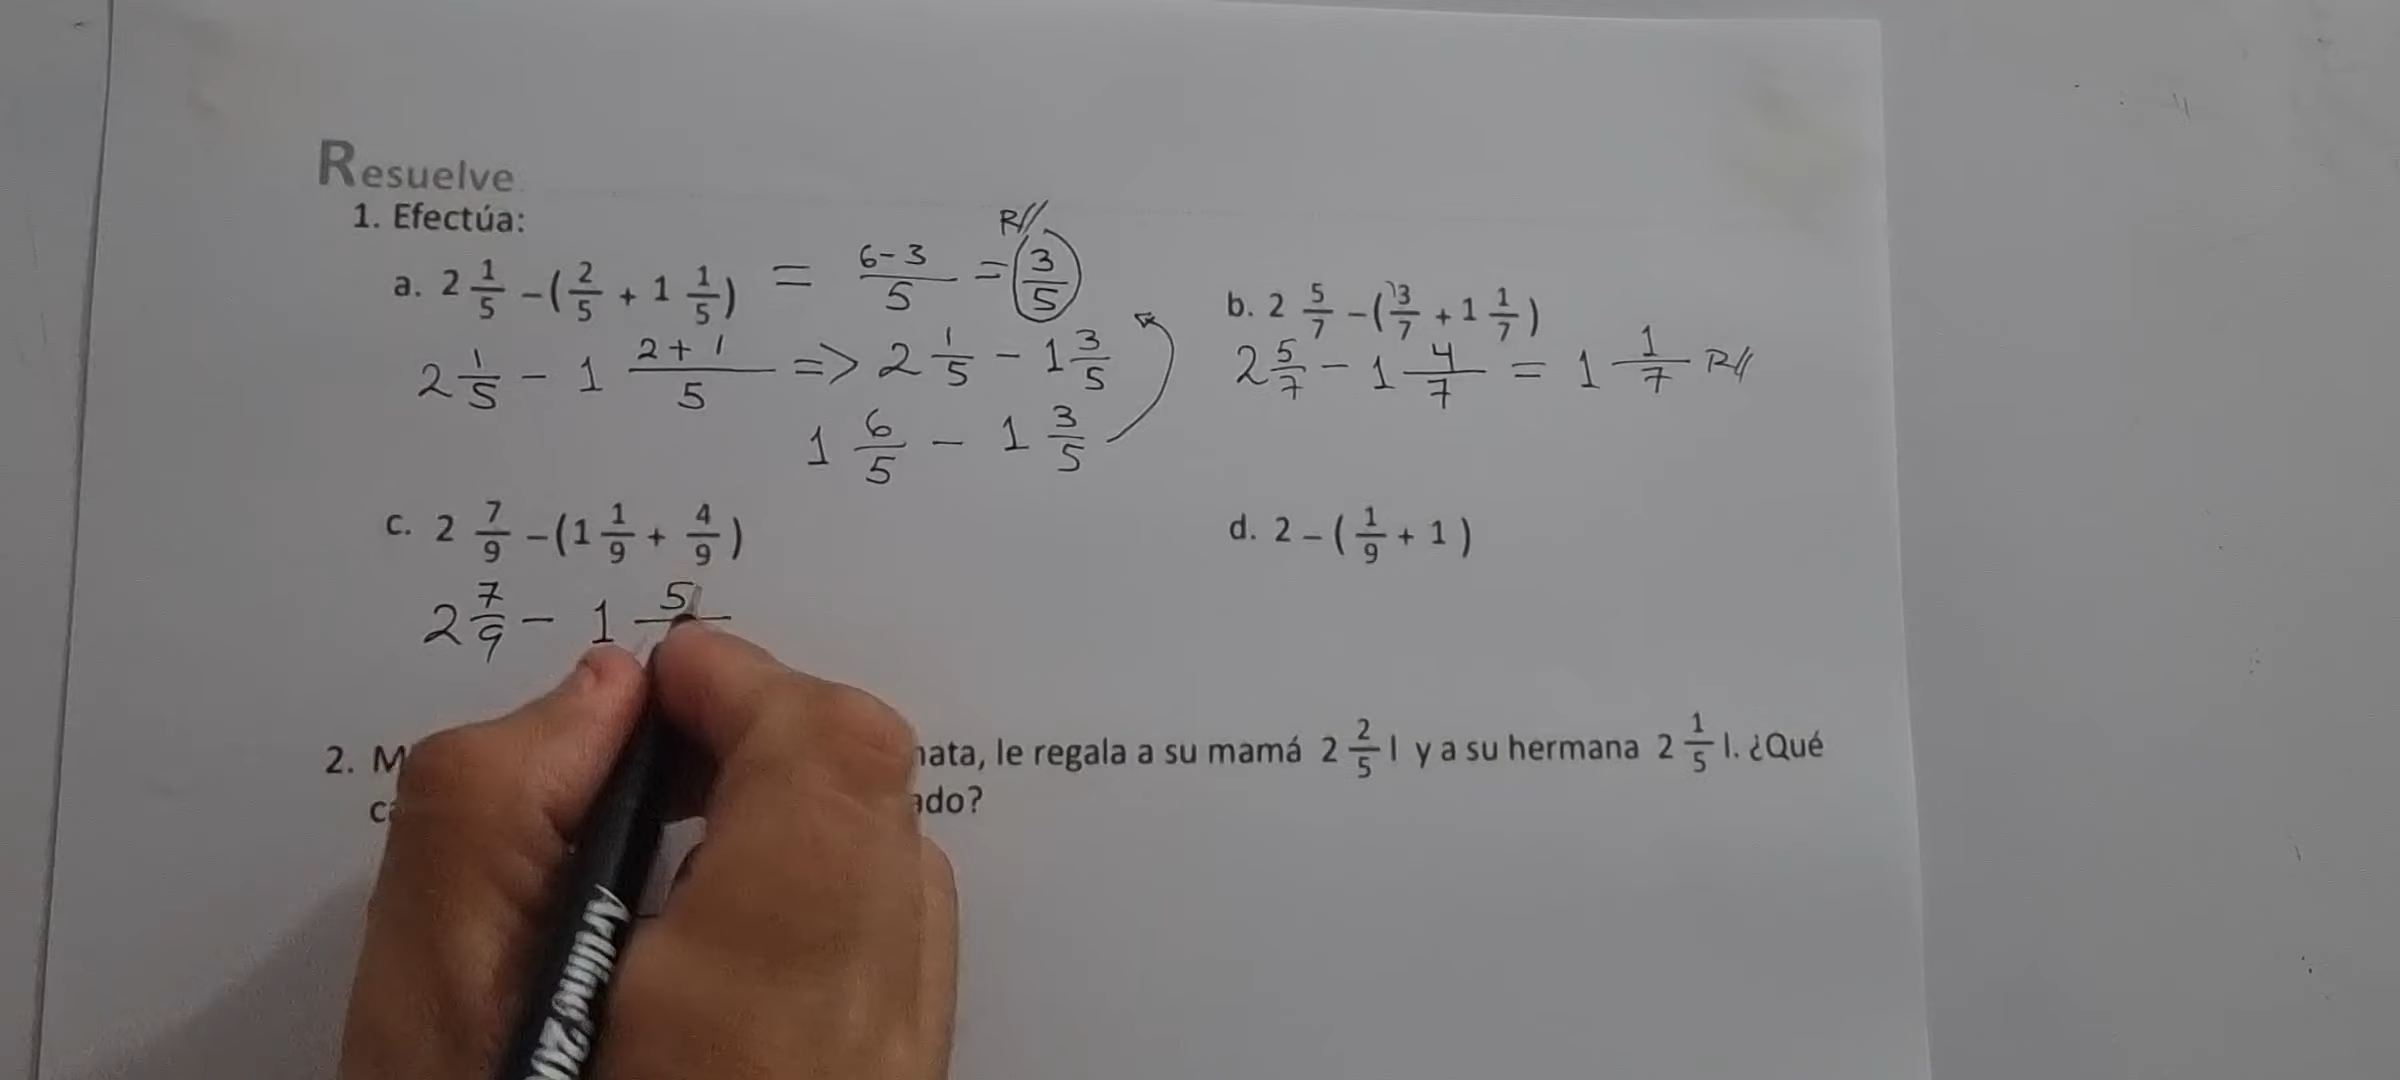 Resuelve
1. Efectúa:
a. 2 1/5 - ( 2/5 + 1 1/5 ) = 6-3/5 = 3/5 R//
2 1/5 - 1 2+1/5 => 2 1/5 - 1 3/5
1 6/5 - 1 3/5
b. 2 5/7 - ( 3/7 + 1 1/7 )
2 5/7 - 1 4/7 = 1 1/7 R//
c. 2 7/9 - ( 1 1/9 + 4/9 )
2 7/9 - 1 5
d. 2 - ( 1/9 + 1 )
2. le regala a su mamá 2 2/5 l y a su hermana 2 1/5 l. ¿Qué